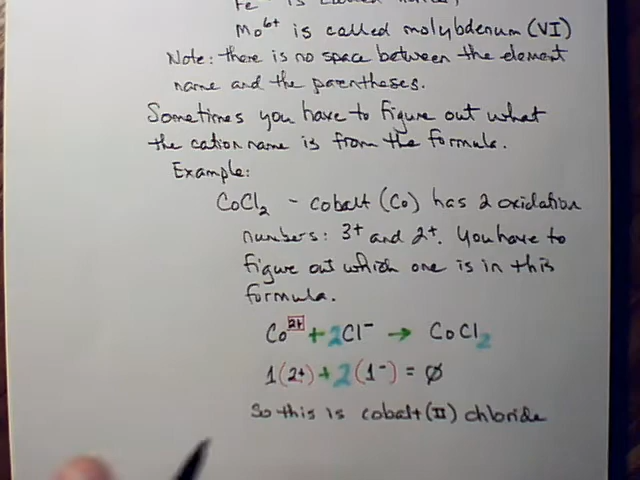 Mo⁶⁺ is called molybdenum (VI)
Note: there is no space between the element
name and the parentheses.
Sometimes you have to figure out what
the cation name is from the formula.
Example:
CoCl₂ - cobalt (Co) has 2 oxidation
numbers: 3⁺ and 2⁺. You have to
figure out which one is in this
formula.
Co²⁺ + 2Cl⁻ → CoCl₂
1(2⁺) + 2(1⁻) = ∅
So this is cobalt(II) chloride